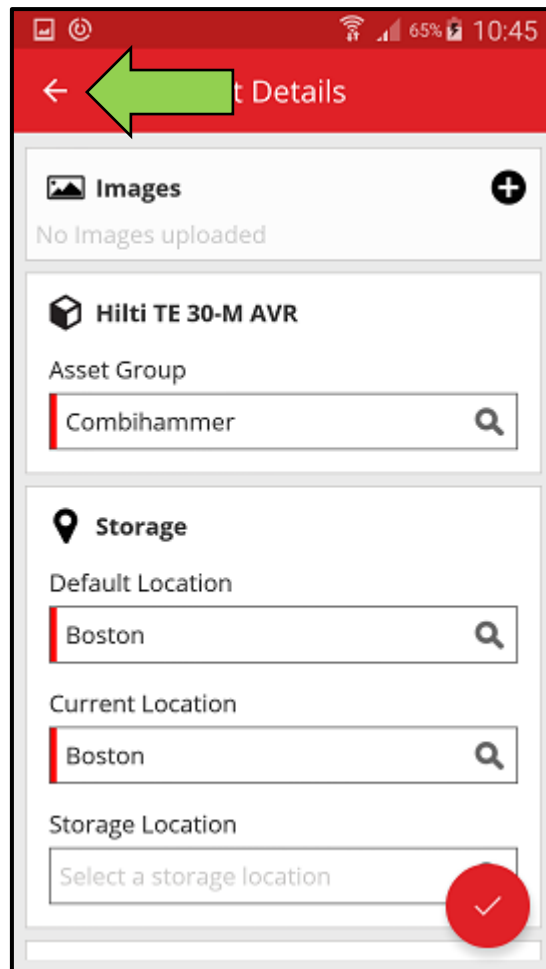 65% 10:45
t Details
Images
No Images uploaded
Hilti TE 30-M AVR
Asset Group
Combihammer
Storage
Default Location
Boston
Current Location
Boston
Storage Location
Select a storage location